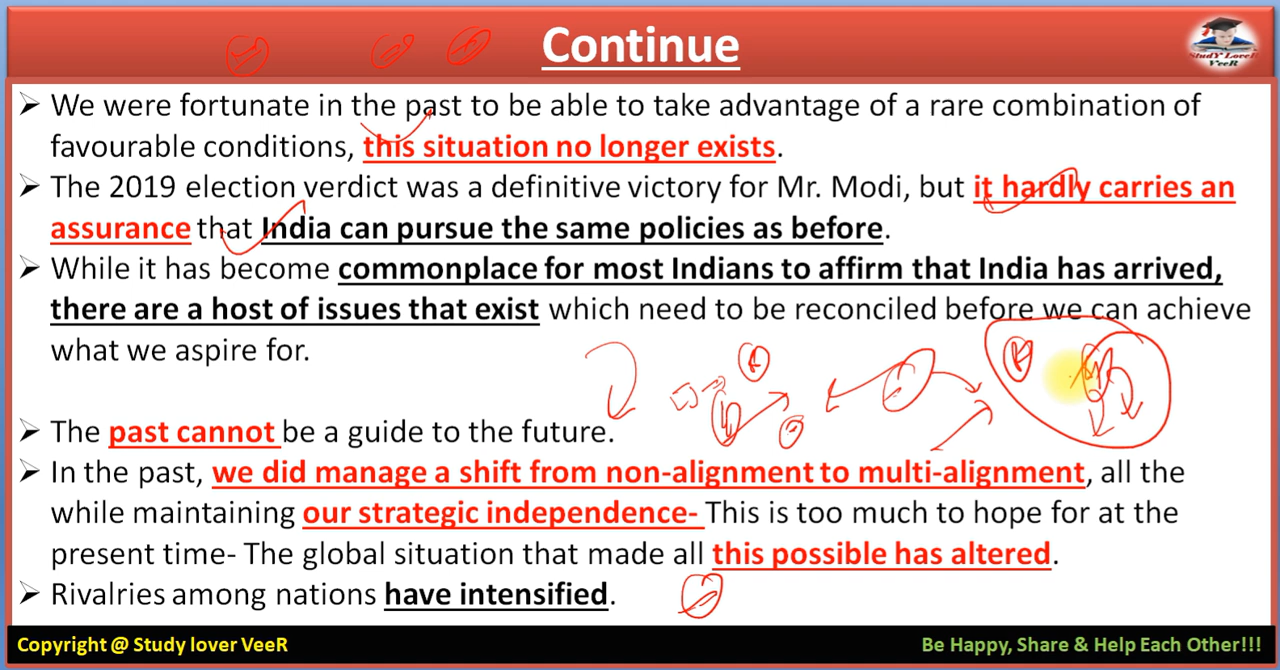 Continue
StudY LoveR
VeeR
➤ We were fortunate in the past to be able to take advantage of a rare combination of
favourable conditions, this situation no longer exists.
➤ The 2019 election verdict was a definitive victory for Mr. Modi, but it hardly carries an
assurance that India can pursue the same policies as before.
➤ While it has become commonplace for most Indians to affirm that India has arrived,
there are a host of issues that exist which need to be reconciled before we can achieve
what we aspire for.
➤ The past cannot be a guide to the future.
➤ In the past, we did manage a shift from non-alignment to multi-alignment, all the
while maintaining our strategic independence- This is too much to hope for at the
present time- The global situation that made all this possible has altered.
➤ Rivalries among nations have intensified.
Copyright @ Study lover VeeR
Be Happy, Share & Help Each Other!!!